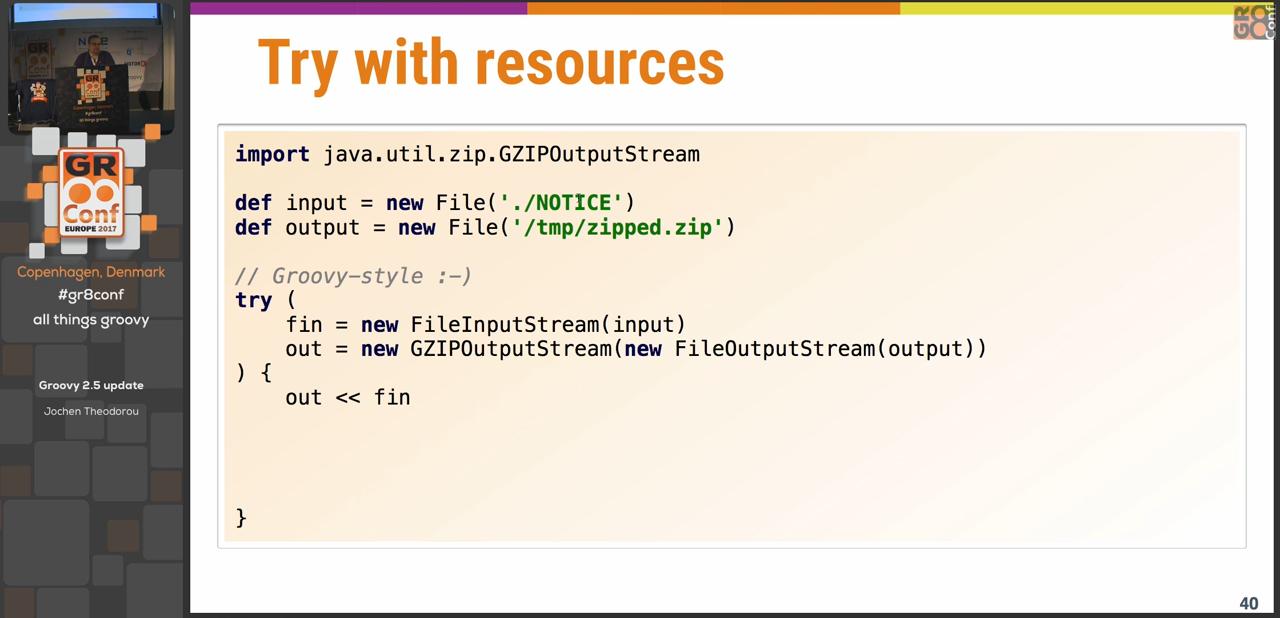 Try with resources
import java.util.zip.GZIPOutputStream
def input = new File('./NOTICE')
def output = new File('/tmp/zipped.zip')
// Groovy-style :-)
try (
    fin = new FileInputStream(input)
    out = new GZIPOutputStream(new FileOutputStream(output))
) {
    out << fin
}
40
GR
Conf
EUROPE 2017
Copenhagen, Denmark
#gr8conf
all things groovy
Groovy 2.5 update
Jochen Theodorou